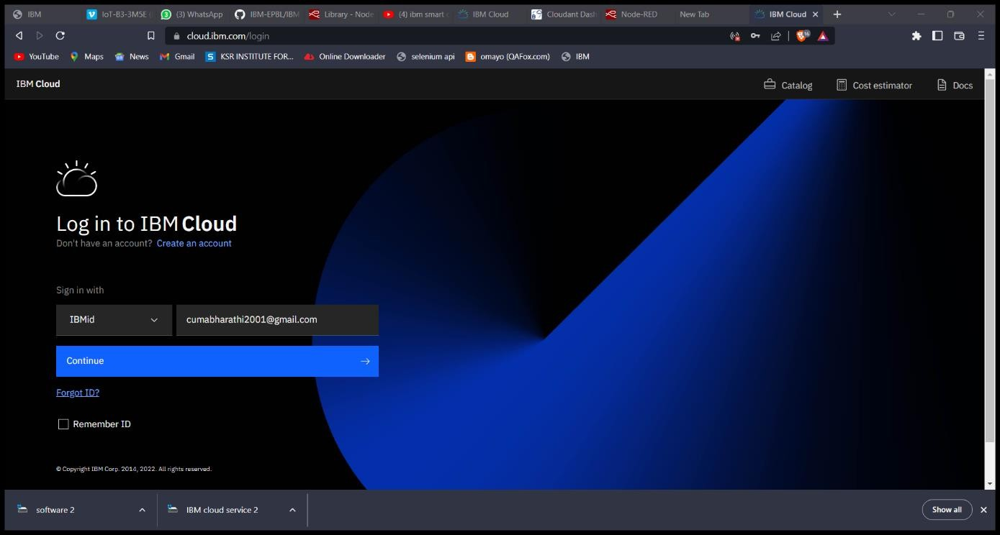 IBM
IoT-B3-3M5E (
(3) WhatsApp
IBM-EPBL/IBM
Library - Node
(4) ibm smart c
IBM Cloud
Cloudant Dash
Node-RED
New Tab
IBM Cloud
cloud.ibm.com/login
16
YouTube
Maps
News
Gmail
KSR INSTITUTE FOR...
Online Downloader
selenium api
omayo (QAFox.com)
IBM
IBM Cloud
Catalog
Cost estimator
Docs
Log in to IBM Cloud
Don't have an account? Create an account
Sign in with
IBMid
cumabharathi2001@gmail.com
Continue
Forgot ID?
Remember ID
© Copyright IBM Corp. 2014, 2022. All rights reserved.
software 2
IBM cloud service 2
Show all